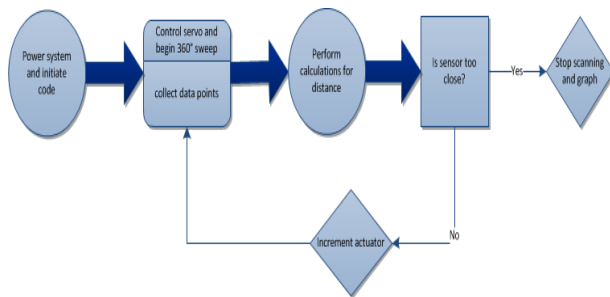 Power system
and initiate
code
Control servo and
begin 360° sweep
collect data points
Perform
calculations for
distance
Is sensor too
close?
Yes
Stop scanning
and graph
No
Increment actuator